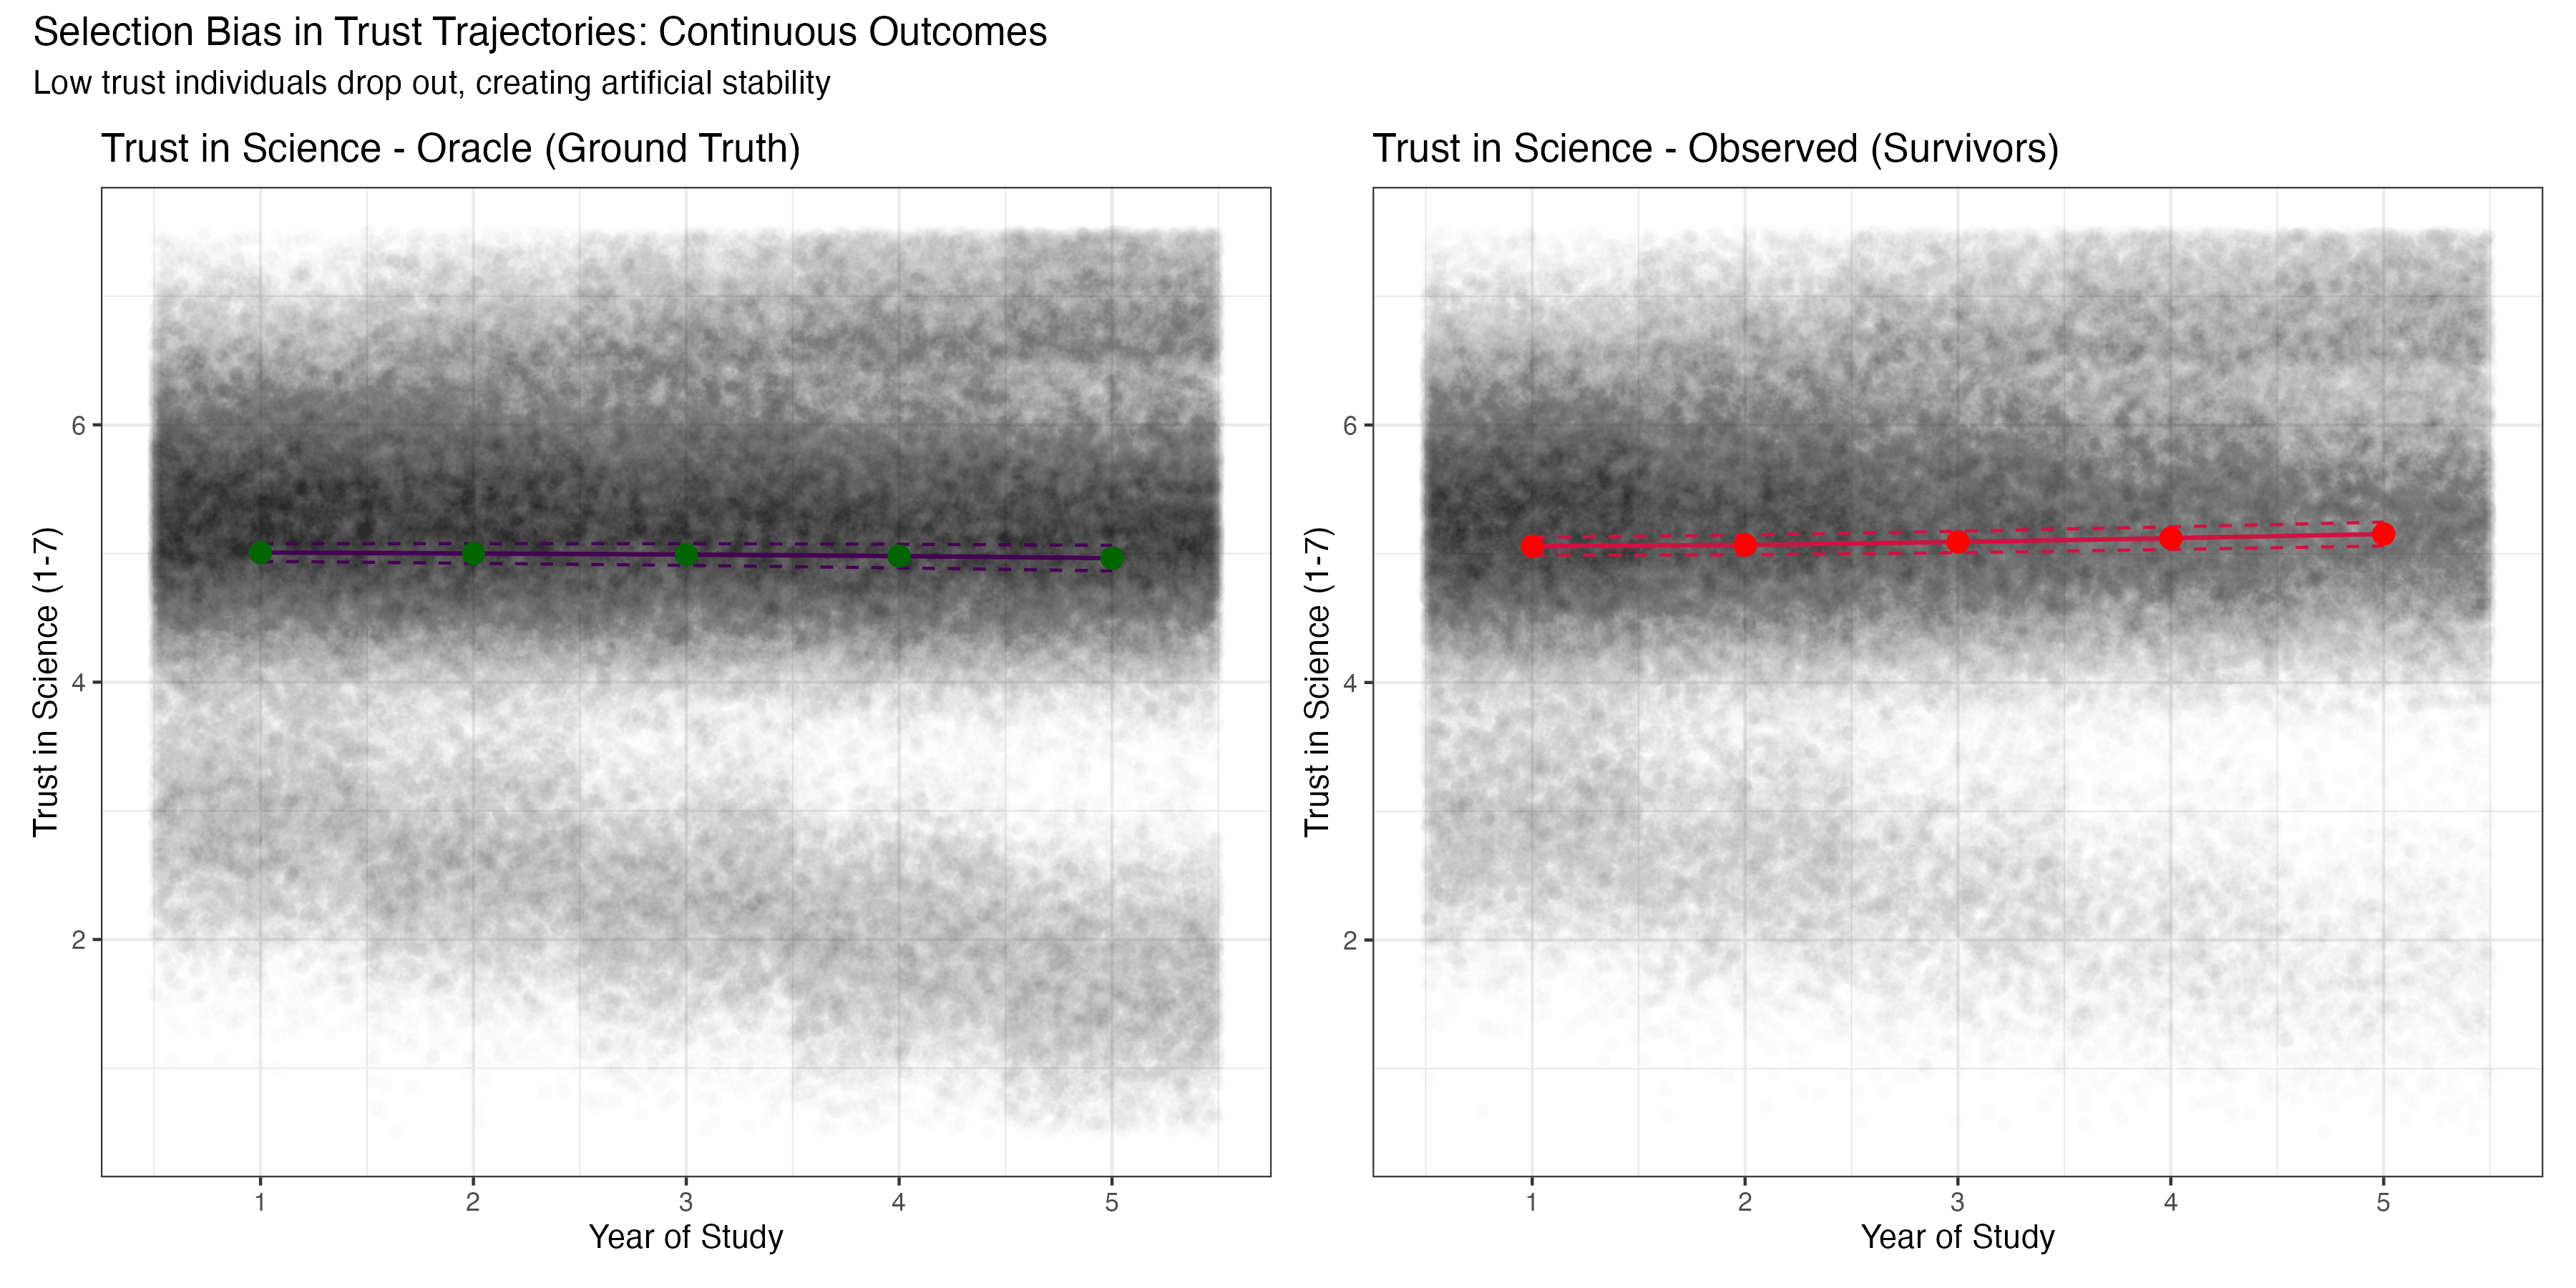 Selection Bias in Trust Trajectories: Continuous Outcomes
Low trust individuals drop out, creating artificial stability
Trust in Science - Oracle (Ground Truth)
Trust in Science (1-7)
6
4
2
1 2 3 4 5
Year of Study
Trust in Science - Observed (Survivors)
Trust in Science (1-7)
6
4
2
1 2 3 4 5
Year of Study